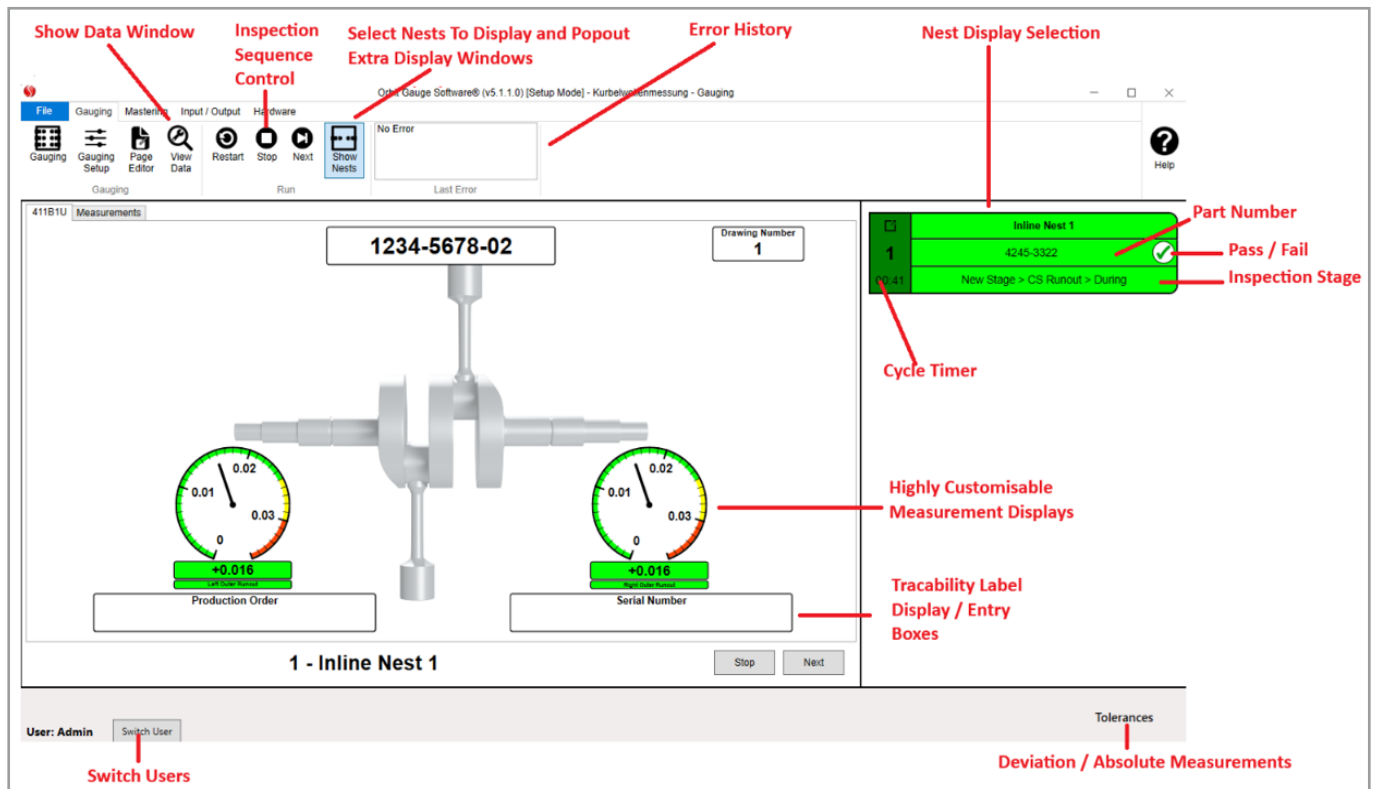 Show Data Window
Inspection
Sequence
Control
Select Nests To Display and Popout
Extra Display Windows
Error History
Nest Display Selection
Orbit Gauge Software® (v5.1.1.0) [Setup Mode] - Kurbelwellenmessung - Gauging
File Gauging Mastering Input / Output Hardware
Gauging
Gauging
Setup
Page
Editor
View
Data
Restart
Stop
Next
Show
Nests
No Error
Help
Gauging
Run
Last Error
411B1U
Measurements
1234-5678-02
Drawing Number
1
Inline Nest 1
1
4245-3322
00:41
New Stage > CS Runout > During
Part Number
Pass / Fail
Inspection Stage
Cycle Timer
0.02
0.01
0.03
0
+0.016
Left Outer Runout
0.02
0.01
0.03
0
+0.016
Right Outer Runout
Highly Customisable
Measurement Displays
Production Order
Serial Number
Tracability Label
Display / Entry
Boxes
1 - Inline Nest 1
Stop
Next
User: Admin
Switch User
Tolerances
Switch Users
Deviation / Absolute Measurements